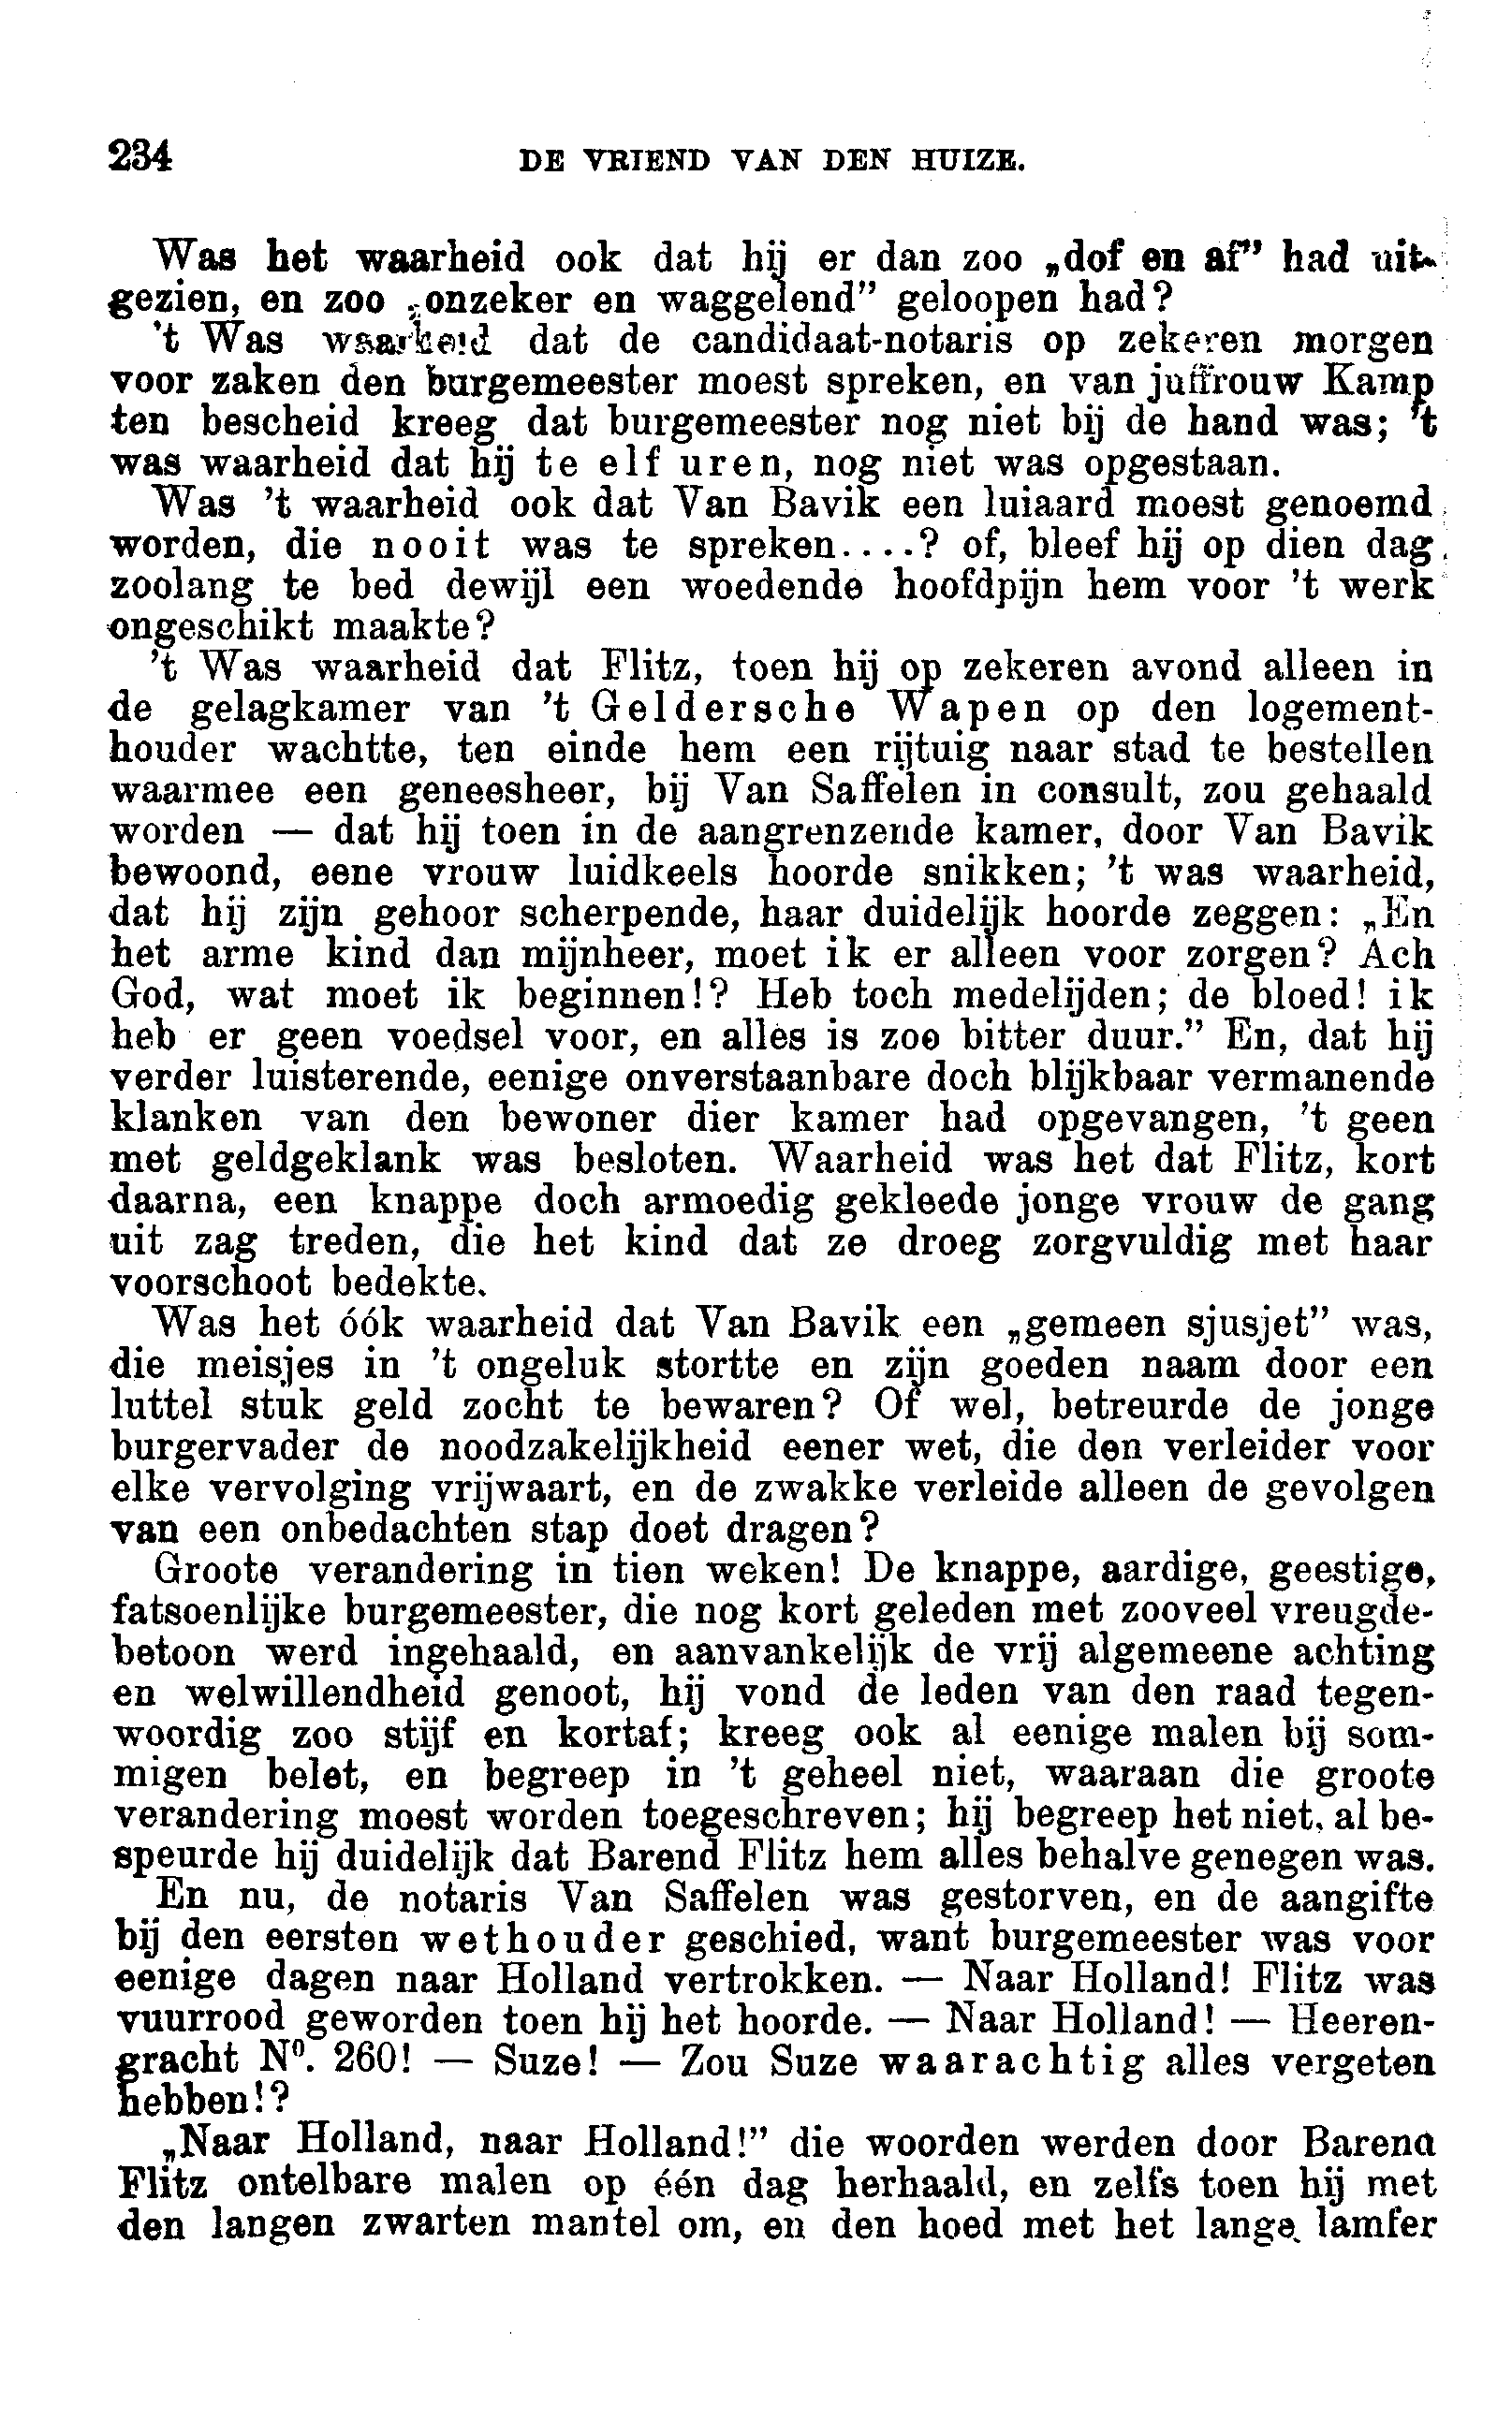 234 DE VRIEND VAN DEN HUIZE.
Was het waarheid ook dat hij er dan zoo „dof en af” had uit-
gezien, en zoo „onzeker en waggelend” geloopen had?
't Was waarheid dat de candidaat-notaris op zekeren morgen
voor zaken den burgemeester moest spreken, en van juffrouw Kamp
ten bescheid kreeg dat burgemeester nog niet bij de hand was; 't
was waarheid dat hij te elf uren, nog niet was opgestaan.
Was 't waarheid ook dat Van Bavik een luiaard moest genoemd
worden, die nooit was te spreken....? of, bleef hij op dien dag
zoolang te bed dewijl een woedende hoofdpijn hem voor 't werk
ongeschikt maakte?
't Was waarheid dat Flitz, toen hij op zekeren avond alleen in
de gelagkamer van 't Geldersche Wapen op den logement-
houder wachtte, ten einde hem een rijtuig naar stad te bestellen
waarmee een geneesheer, bij Van Saffelen in consult, zou gehaald
worden — dat hij toen in de aangrenzende kamer, door Van Bavik
bewoond, eene vrouw luidkeels hoorde snikken; 't was waarheid,
dat hij zijn gehoor scherpende, haar duidelijk hoorde zeggen: „En
het arme kind dan mijnheer, moet ik er alleen voor zorgen? Ach
God, wat moet ik beginnen!? Heb toch medelijden; de bloed! ik
heb er geen voedsel voor, en alles is zoo bitter duur.” En, dat hij
verder luisterende, eenige onverstaanbare doch blijkbaar vermanende
klanken van den bewoner dier kamer had opgevangen, 't geen
met geldgeklank was besloten. Waarheid was het dat Flitz, kort
daarna, een knappe doch armoedig gekleede jonge vrouw de gang
uit zag treden, die het kind dat ze droeg zorgvuldig met haar
voorschoot bedekte.
Was het óók waarheid dat Van Bavik een „gemeen sjusjet” was,
die meisjes in 't ongeluk stortte en zijn goeden naam door een
luttel stuk geld zocht te bewaren? Of wel, betreurde de jonge
burgervader de noodzakelijkheid eener wet, die den verleider voor
elke vervolging vrijwaart, en de zwakke verleide alleen de gevolgen
van een onbedachten stap doet dragen?
Groote verandering in tien weken! De knappe, aardige, geestige,
fatsoenlijke burgemeester, die nog kort geleden met zooveel vreugde-
betoon werd ingehaald, en aanvankelijk de vrij algemeene achting
en welwillendheid genoot, hij vond de leden van den raad tegen-
woordig zoo stijf en kortaf; kreeg ook al eenige malen bij som-
migen belet, en begreep in 't geheel niet, waaraan die groote
verandering moest worden toegeschreven; hij begreep het niet, al be-
speurde hij duidelijk dat Barend Flitz hem alles behalve genegen was.
En nu, de notaris Van Saffelen was gestorven, en de aangifte
bij den eersten wethouder geschied, want burgemeester was voor
eenige dagen naar Holland vertrokken. — Naar Holland! Flitz was
vuurrood geworden toen hij het hoorde. — Naar Holland! — Heeren-
gracht N⁰. 260! — Suze! — Zou Suze waarachtig alles vergeten
hebben!?
„Naar Holland, naar Holland!” die woorden werden door Barend
Flitz ontelbare malen op één dag herhaald, en zelfs toen hij met
den langen zwarten mantel om, en den hoed met het lange lamfer